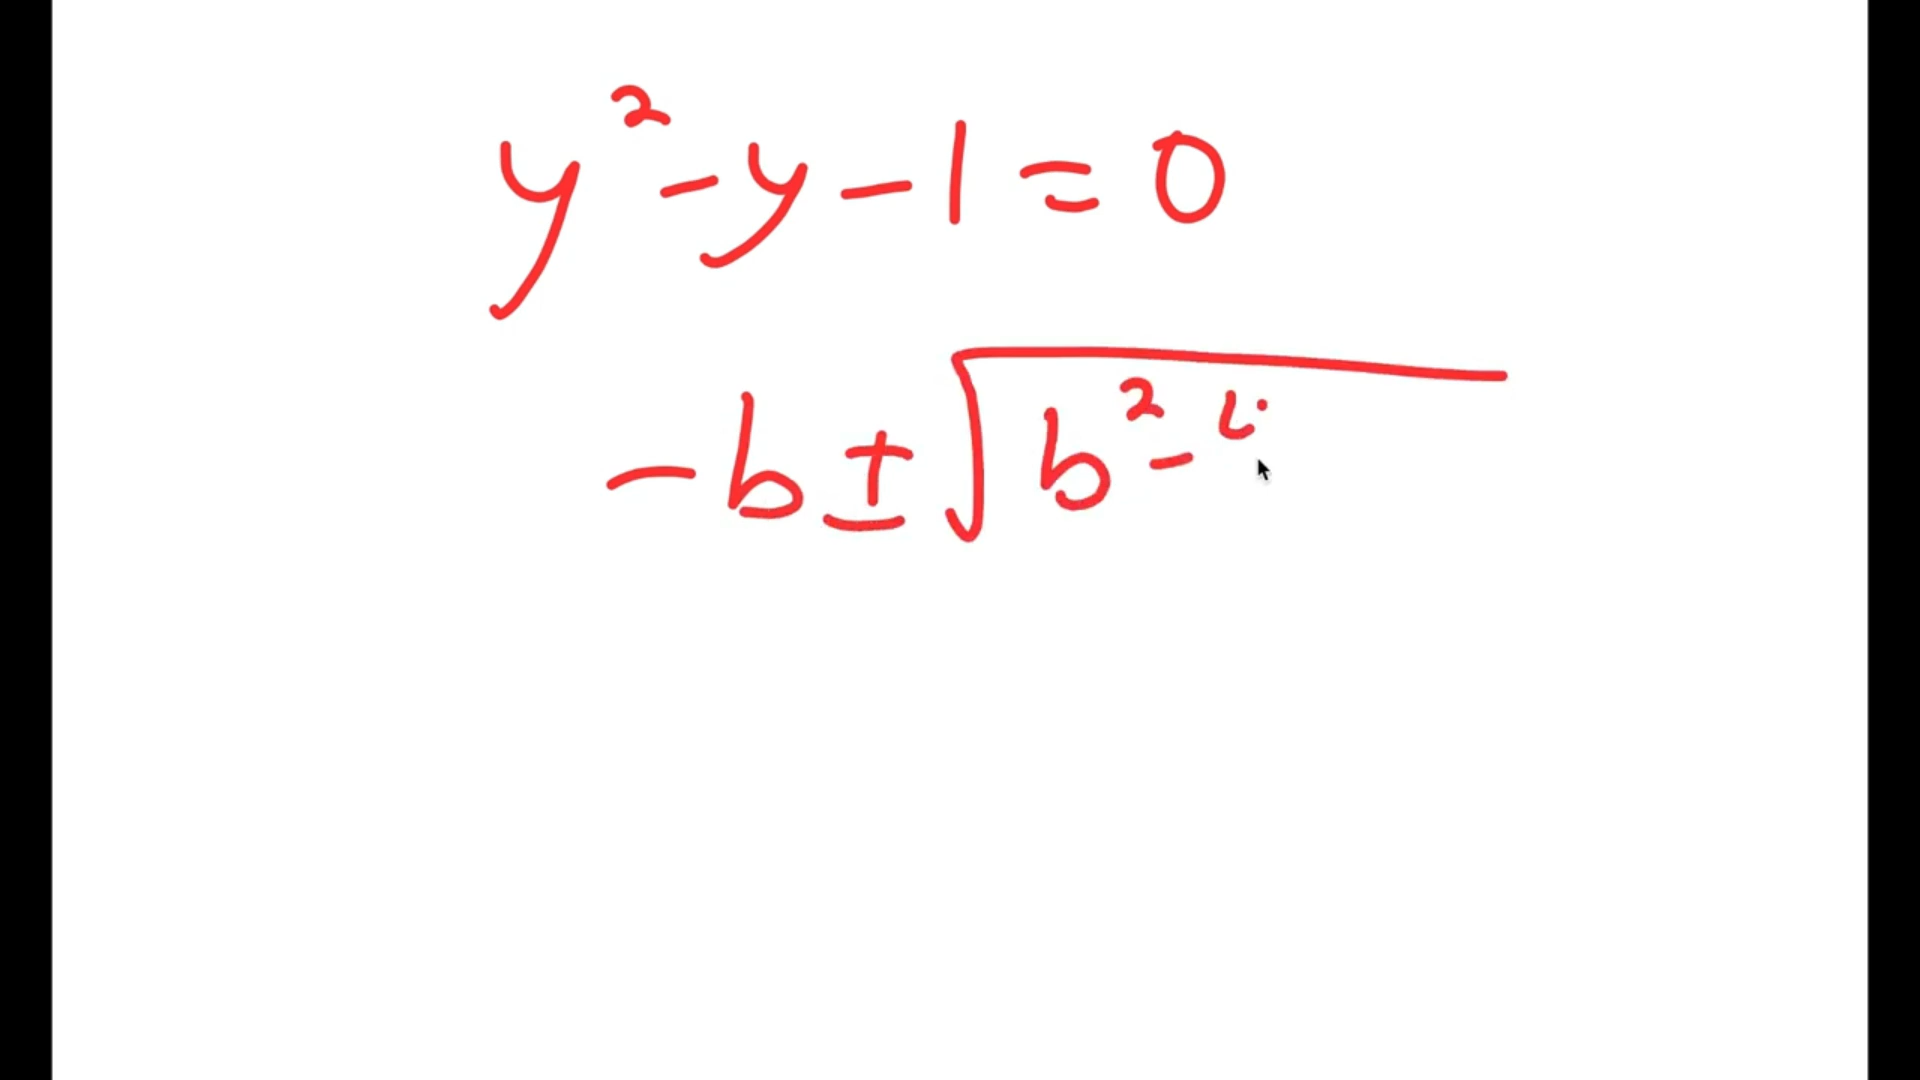 y² - y - 1 = 0
-b ± √b² -